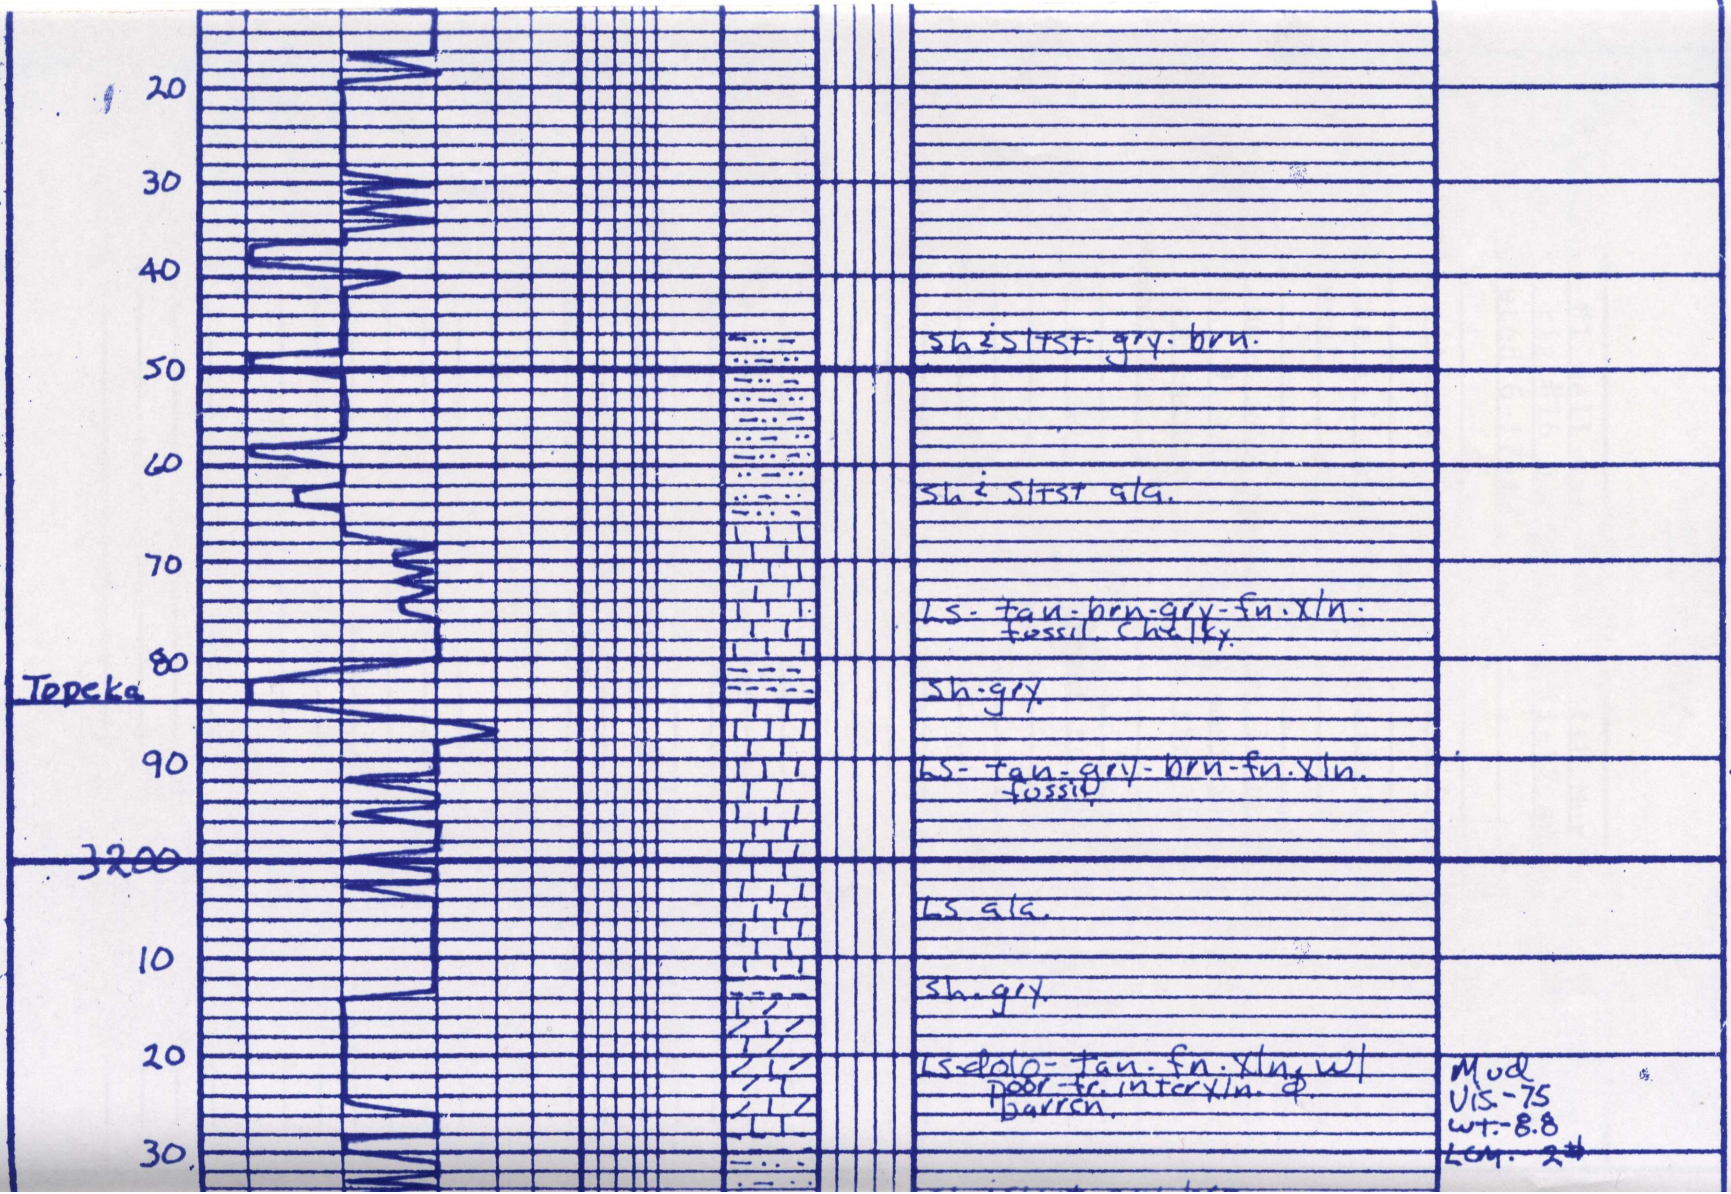 20
30
40
sh & sltst- gry- brn.
50
60
sh & sltst a/a.
70
Ls- tan-brn-gry-fn.xln.
fossil. Chalky.
80
Topeka
sh-gry.
90
Ls- tan-gry-brn-fn.xln.
fossil
3200
Ls a/a.
10
sh-gry.
20
Ls-dolo- tan. fn. xln. w/
poor-fr. interxln. Ø
barren.
Mud
Vis.-75
wt.-8.8
LCM.- 2#
30